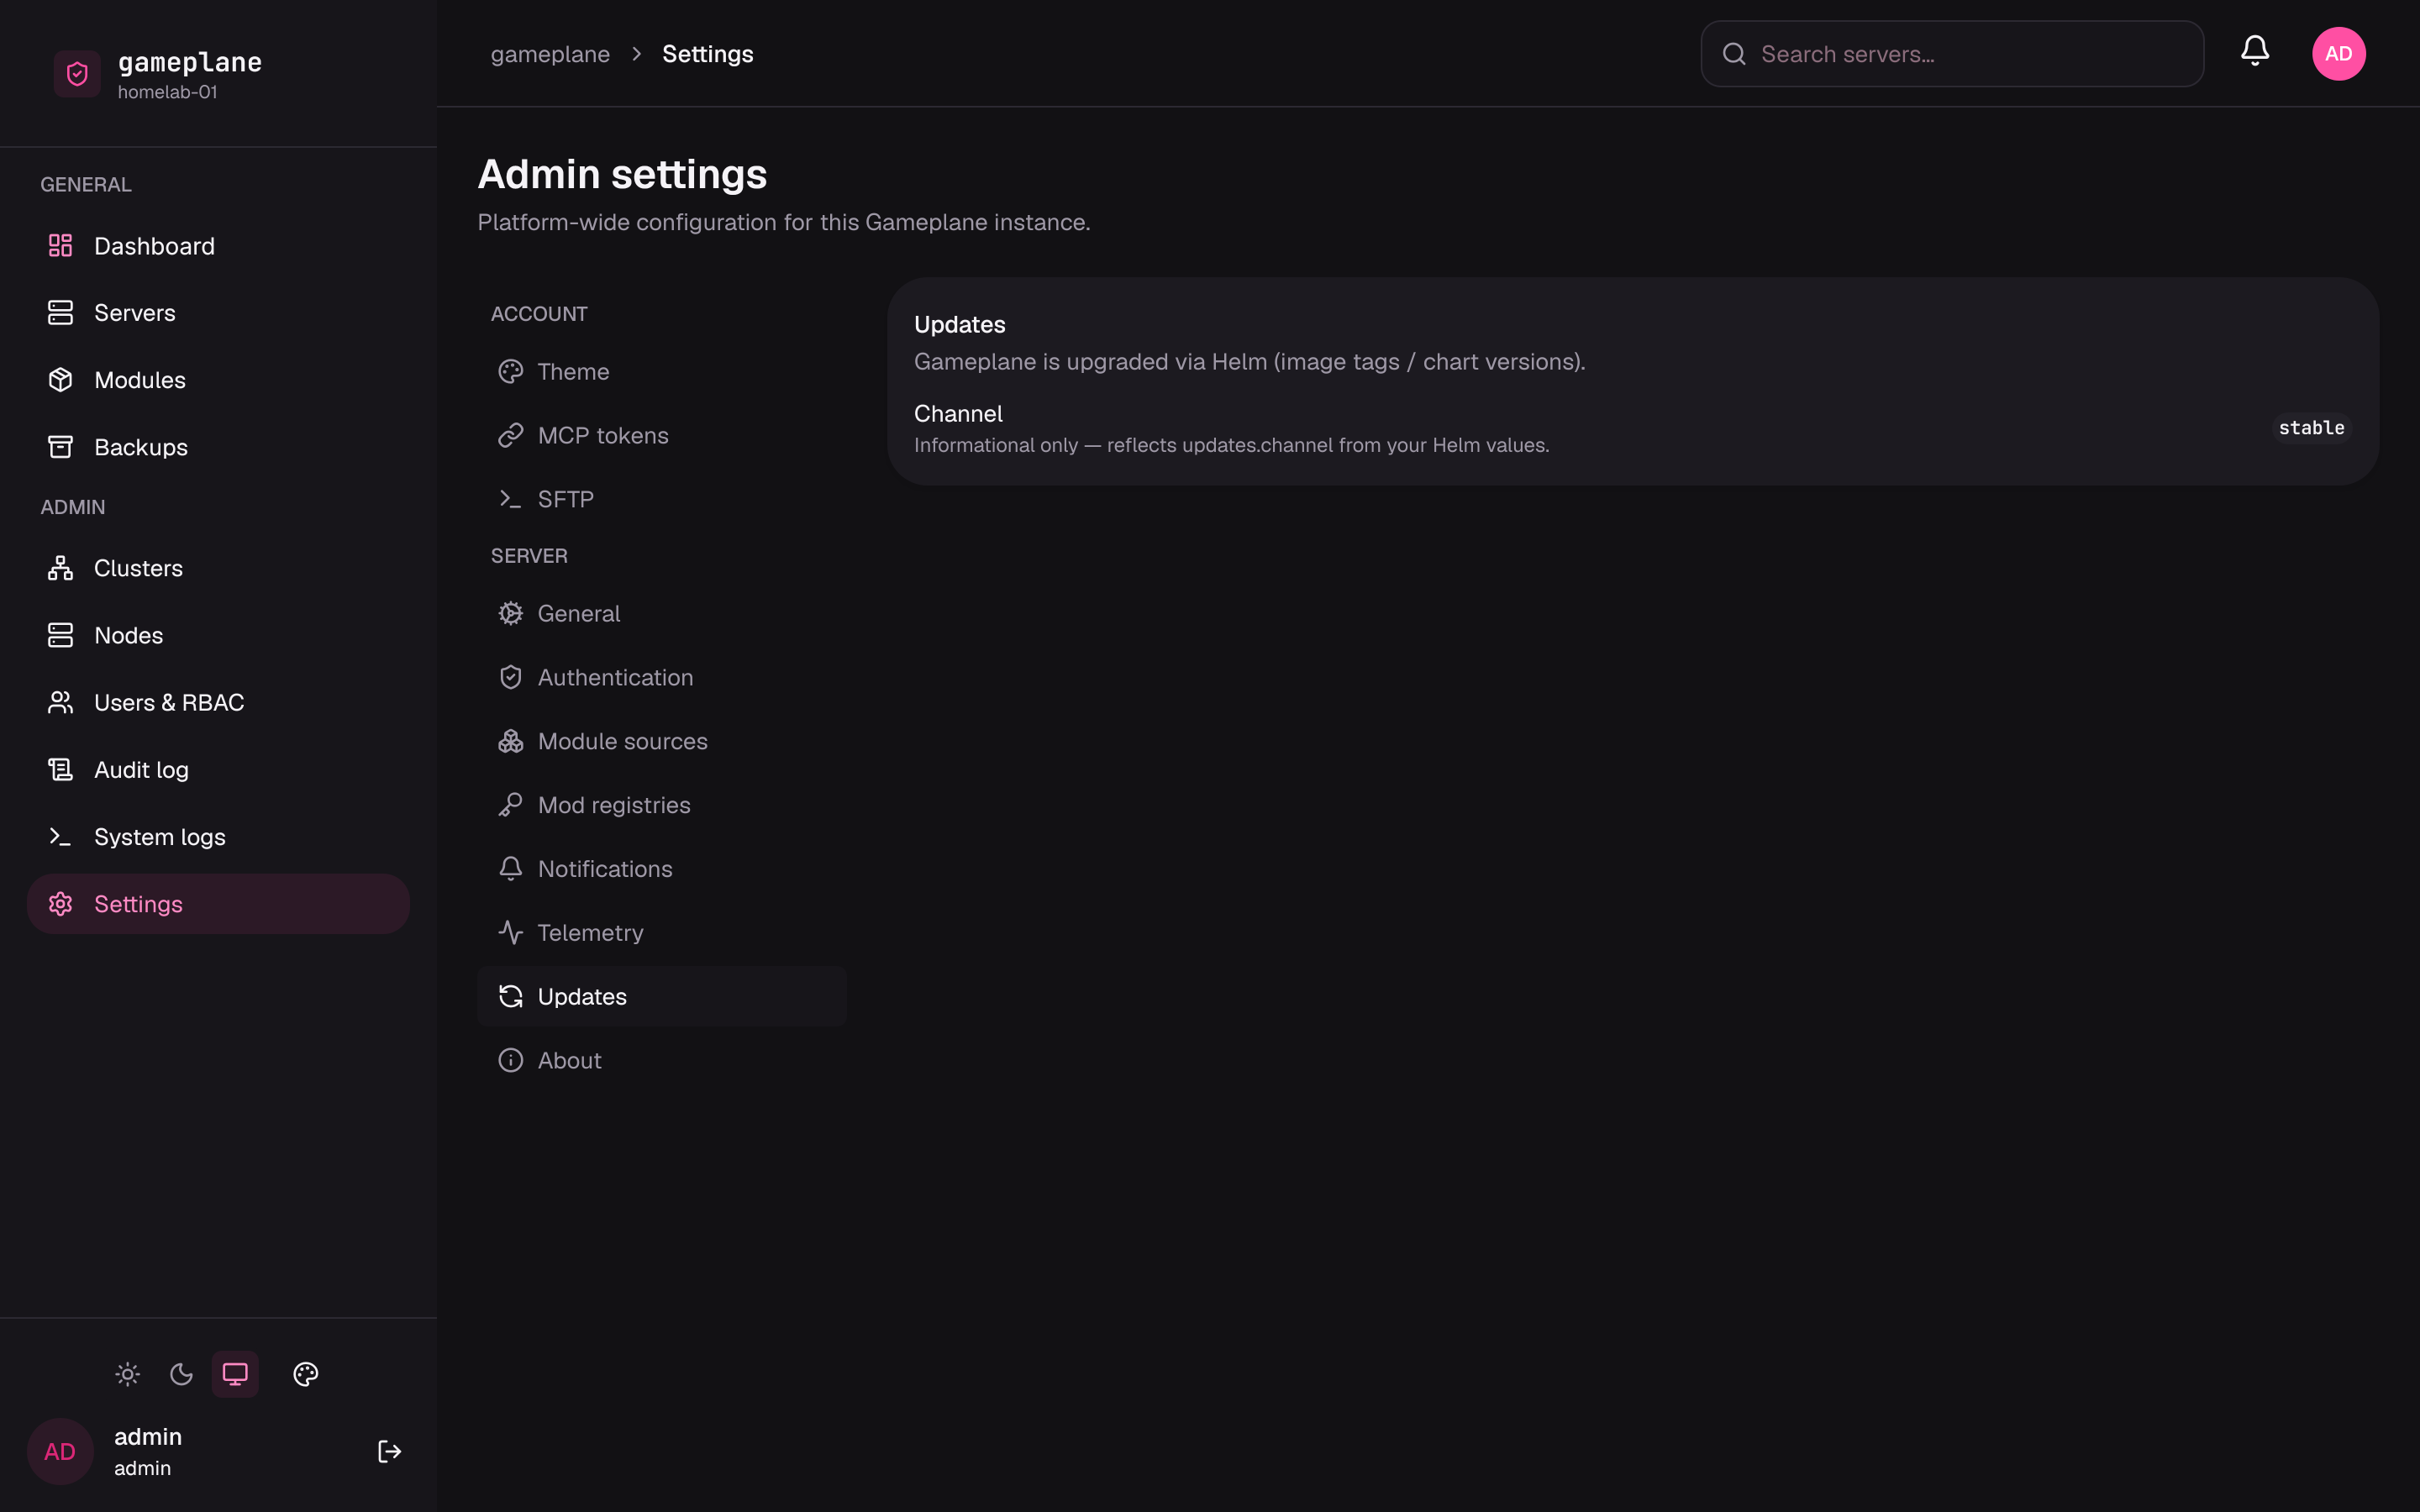 gameplane
homelab-01
GENERAL
Dashboard
Servers
Modules
Backups
ADMIN
Clusters
Nodes
Users & RBAC
Audit log
System logs
Settings
AD
admin
admin
gameplane > Settings
Search servers...
AD
Admin settings
Platform-wide configuration for this Gameplane instance.
ACCOUNT
Theme
MCP tokens
SFTP
SERVER
General
Authentication
Module sources
Mod registries
Notifications
Telemetry
Updates
About
Updates
Gameplane is upgraded via Helm (image tags / chart versions).
Channel
Informational only — reflects updates.channel from your Helm values.
stable